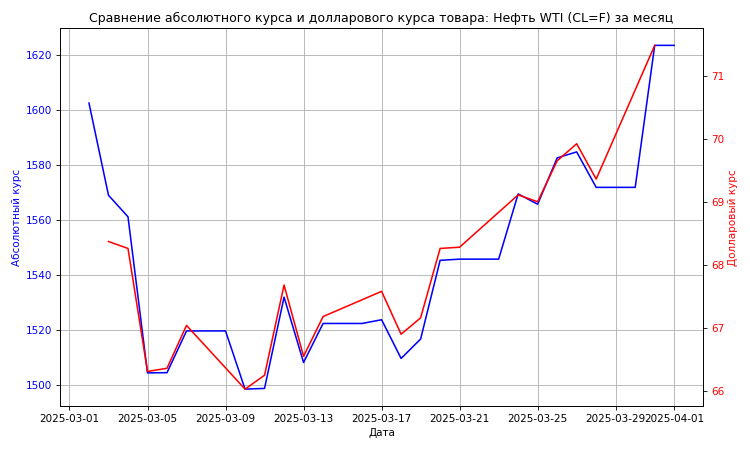 Сравнение абсолютного курса и долларового курса товара: Нефть WTI (CL=F) за месяц
Абсолютный курс
1620
1600
1580
1560
1540
1520
1500
71
70
69
68
67
66
Долларовый курс
2025-03-01 2025-03-05 2025-03-09 2025-03-13 2025-03-17 2025-03-21 2025-03-25 2025-03-29 2025-04-01
Дата